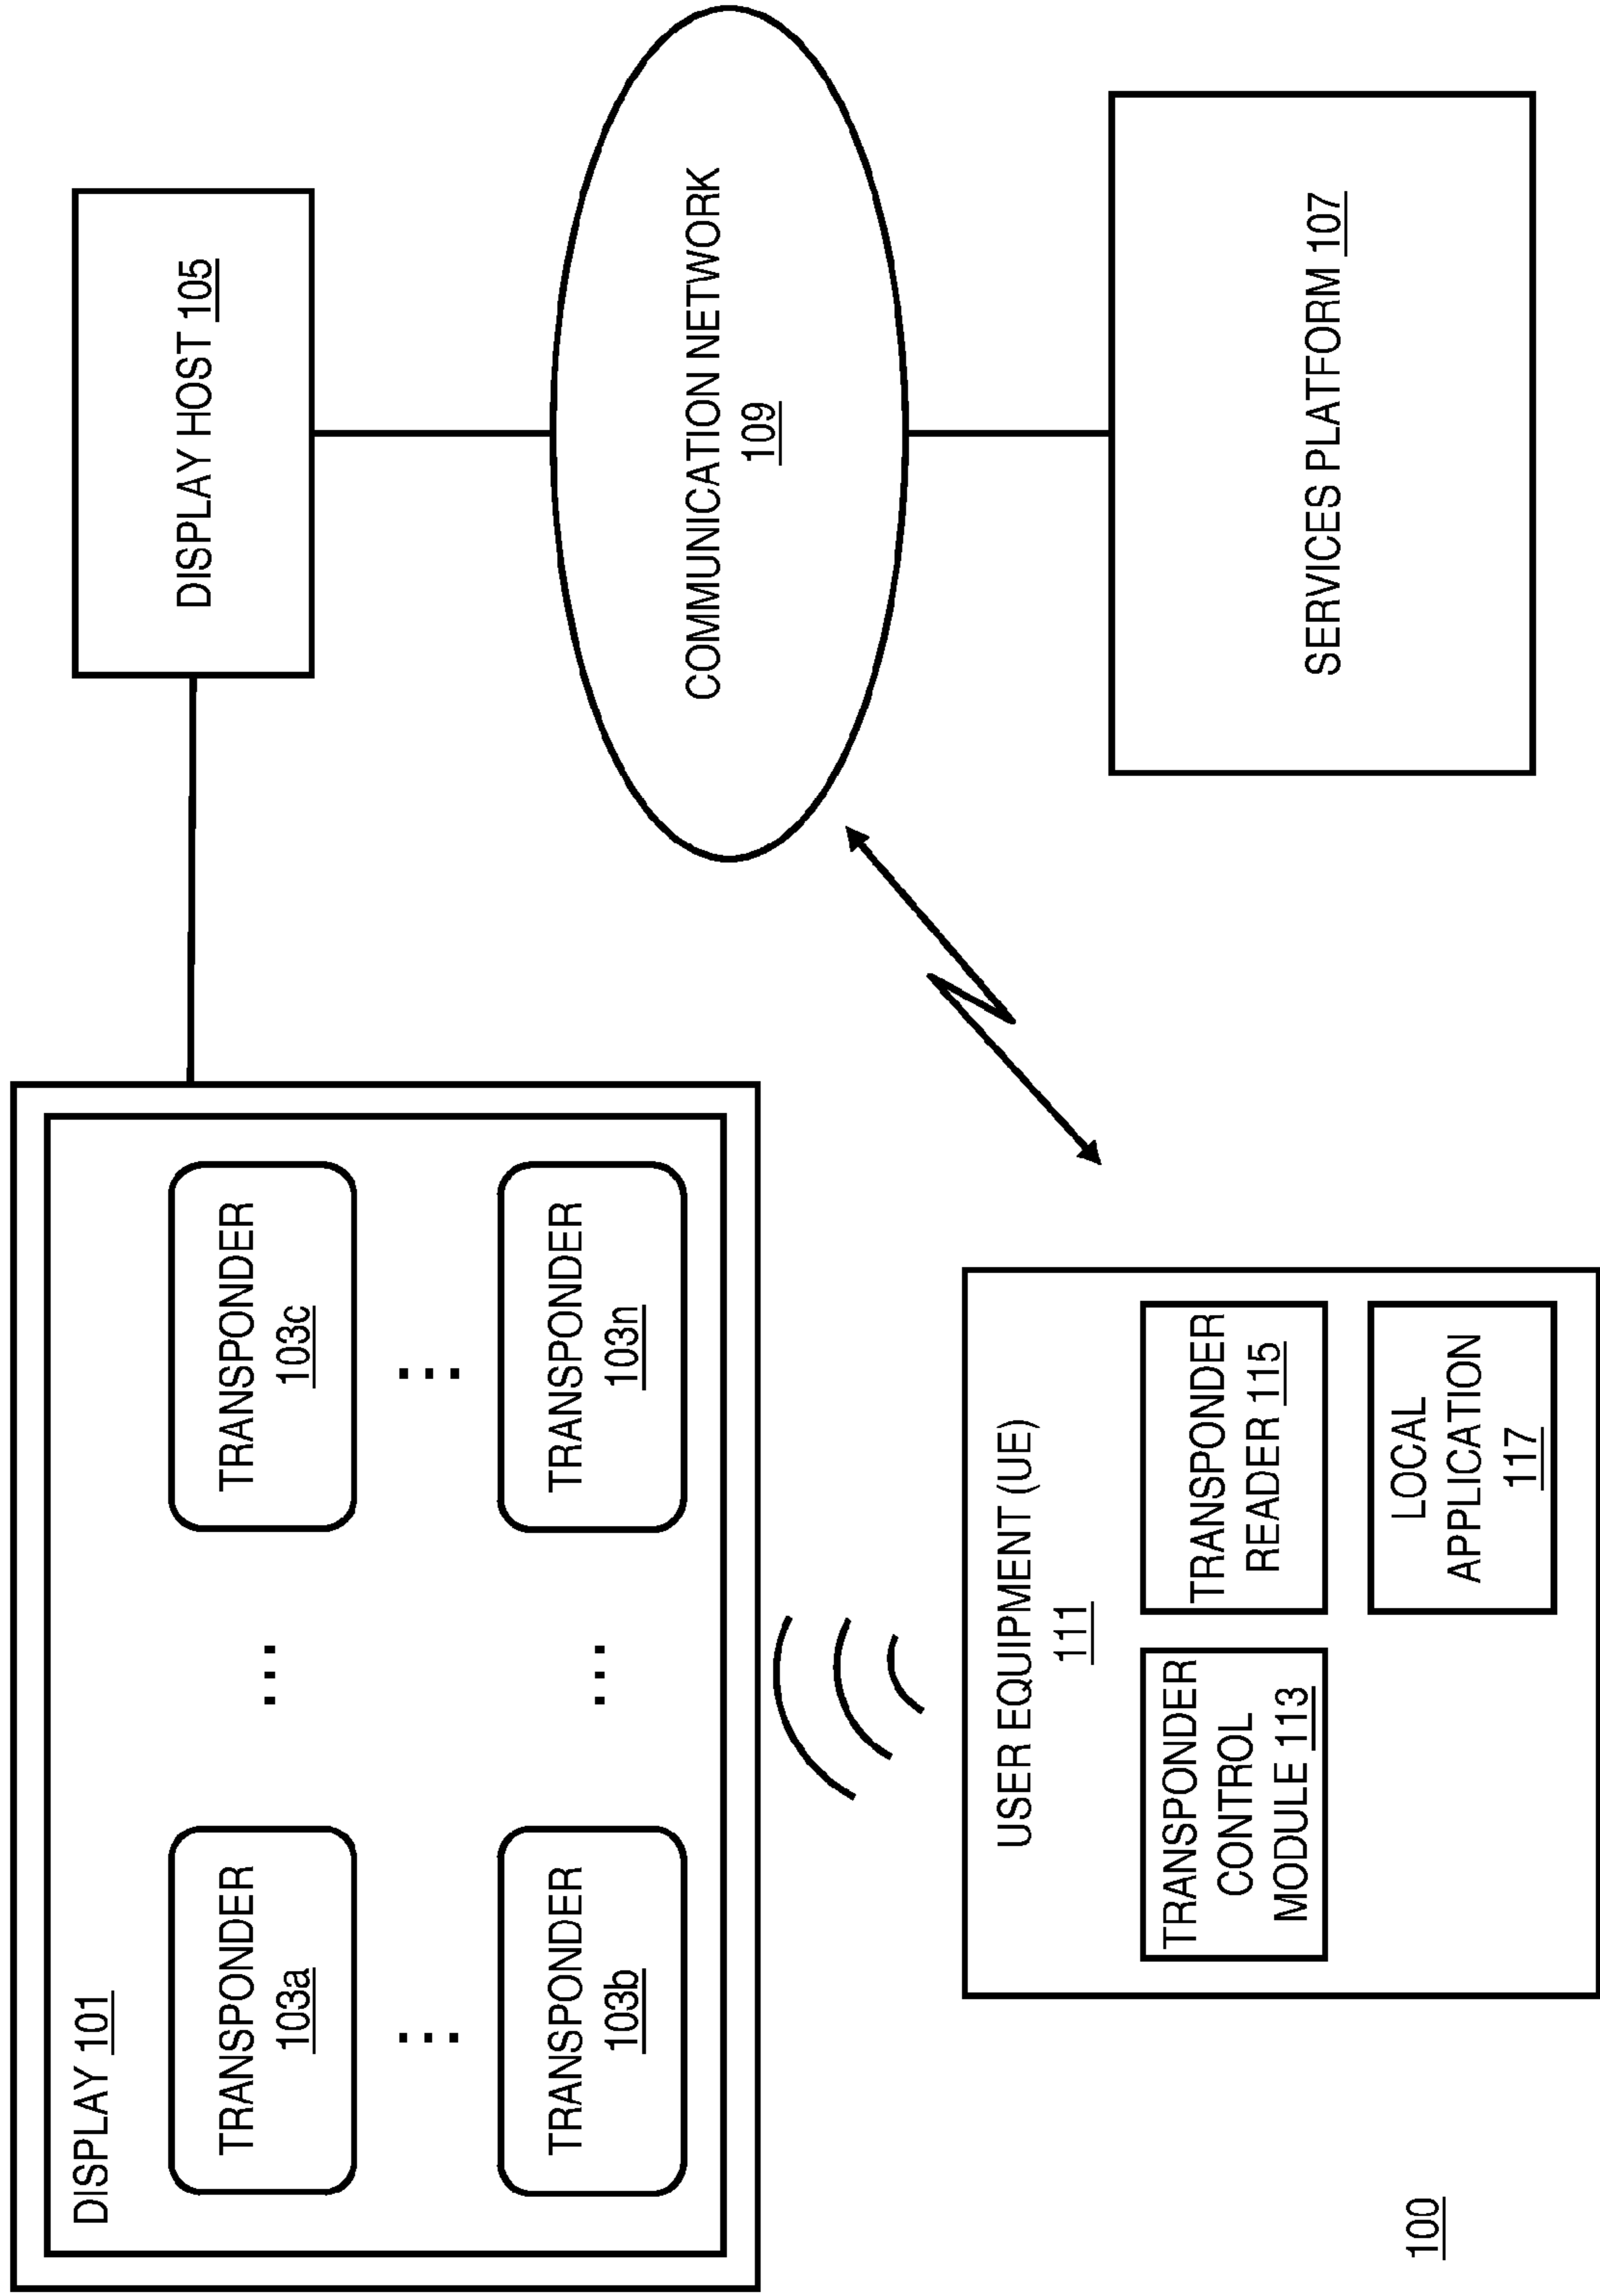 DISPLAY 101
TRANSPONDER
103a
TRANSPONDER
103c
TRANSPONDER
103b
TRANSPONDER
103n
DISPLAY HOST 105
COMMUNICATION NETWORK
109
SERVICES PLATFORM 107
USER EQUIPMENT (UE)
111
TRANSPONDER
CONTROL
MODULE 113
TRANSPONDER
READER 115
LOCAL
APPLICATION
117
100